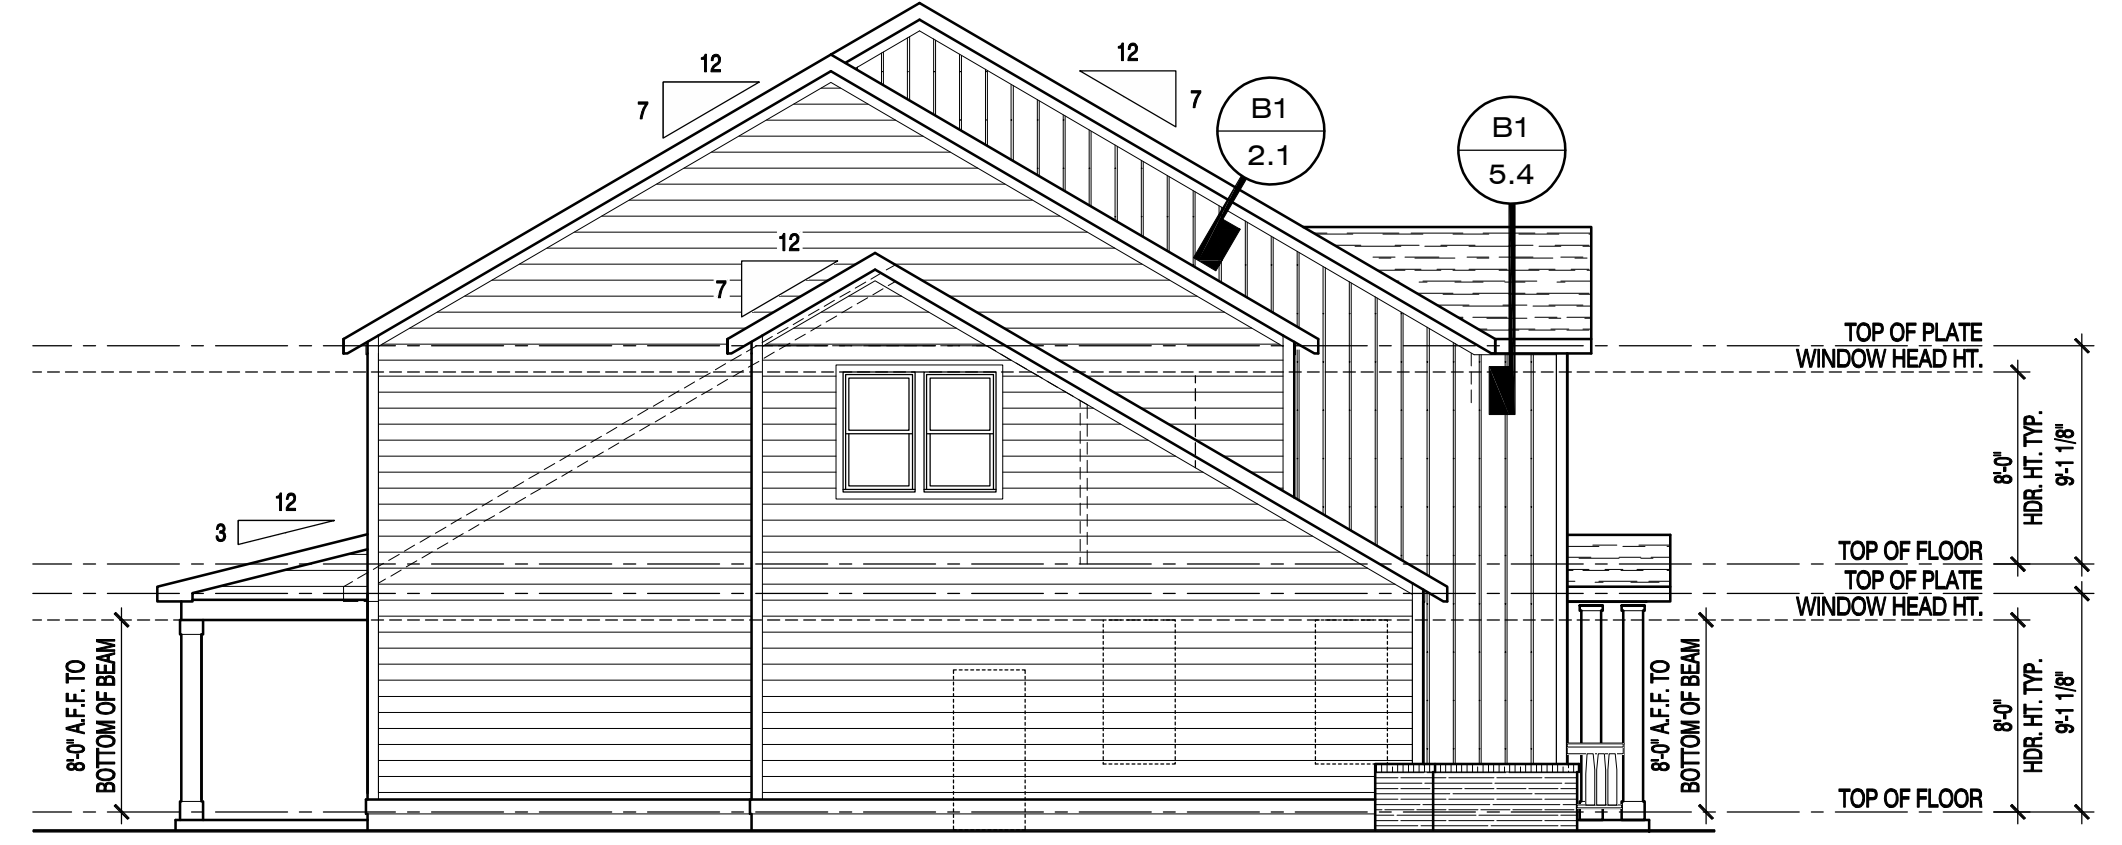 12
7
12
7
B1
2.1
B1
5.4
12
7
12
3
TOP OF PLATE
WINDOW HEAD HT.
8'-0"
HDR. HT. TYP.
9'-1 1/8"
TOP OF FLOOR
TOP OF PLATE
WINDOW HEAD HT.
8'-0" A.F.F. TO
BOTTOM OF BEAM
8'-0" A.F.F. TO
BOTTOM OF BEAM
8'-0"
HDR. HT. TYP.
9'-1 1/8"
TOP OF FLOOR